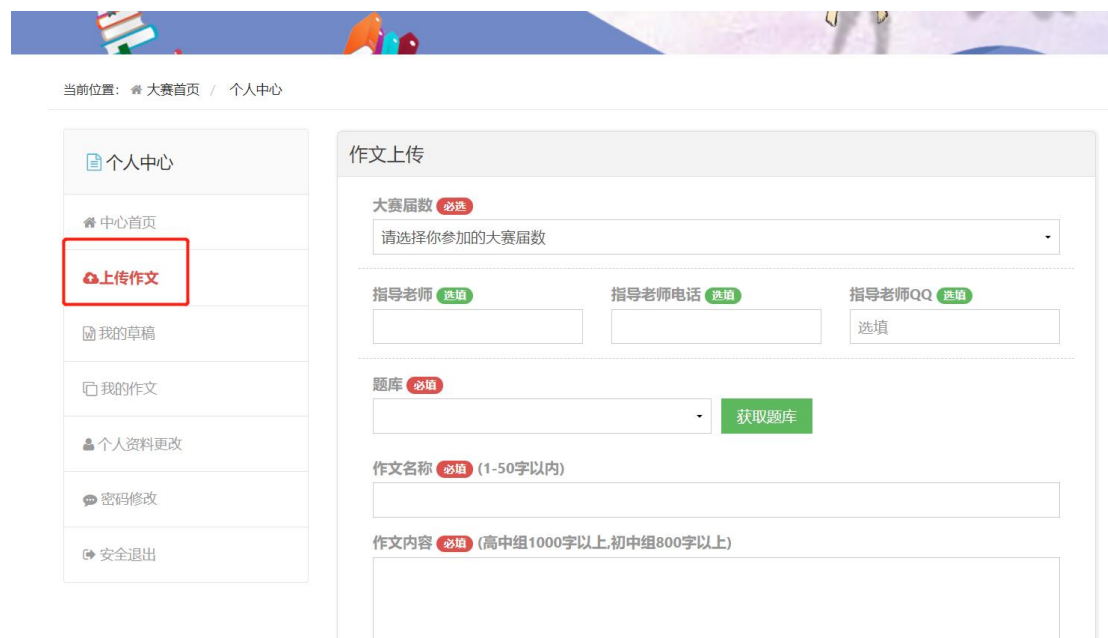 当前位置： 大赛首页 / 个人中心
个人中心
中心首页
上传作文
我的草稿
我的作文
个人资料更改
密码修改
安全退出
作文上传
大赛届数 必选
请选择你参加的大赛届数
指导老师 选填 指导老师电话 选填 指导老师QQ 选填
选填
题库 必填
获取题库
作文名称 必填 (1-50字以内)
作文内容 必填 (高中组1000字以上,初中组800字以上)